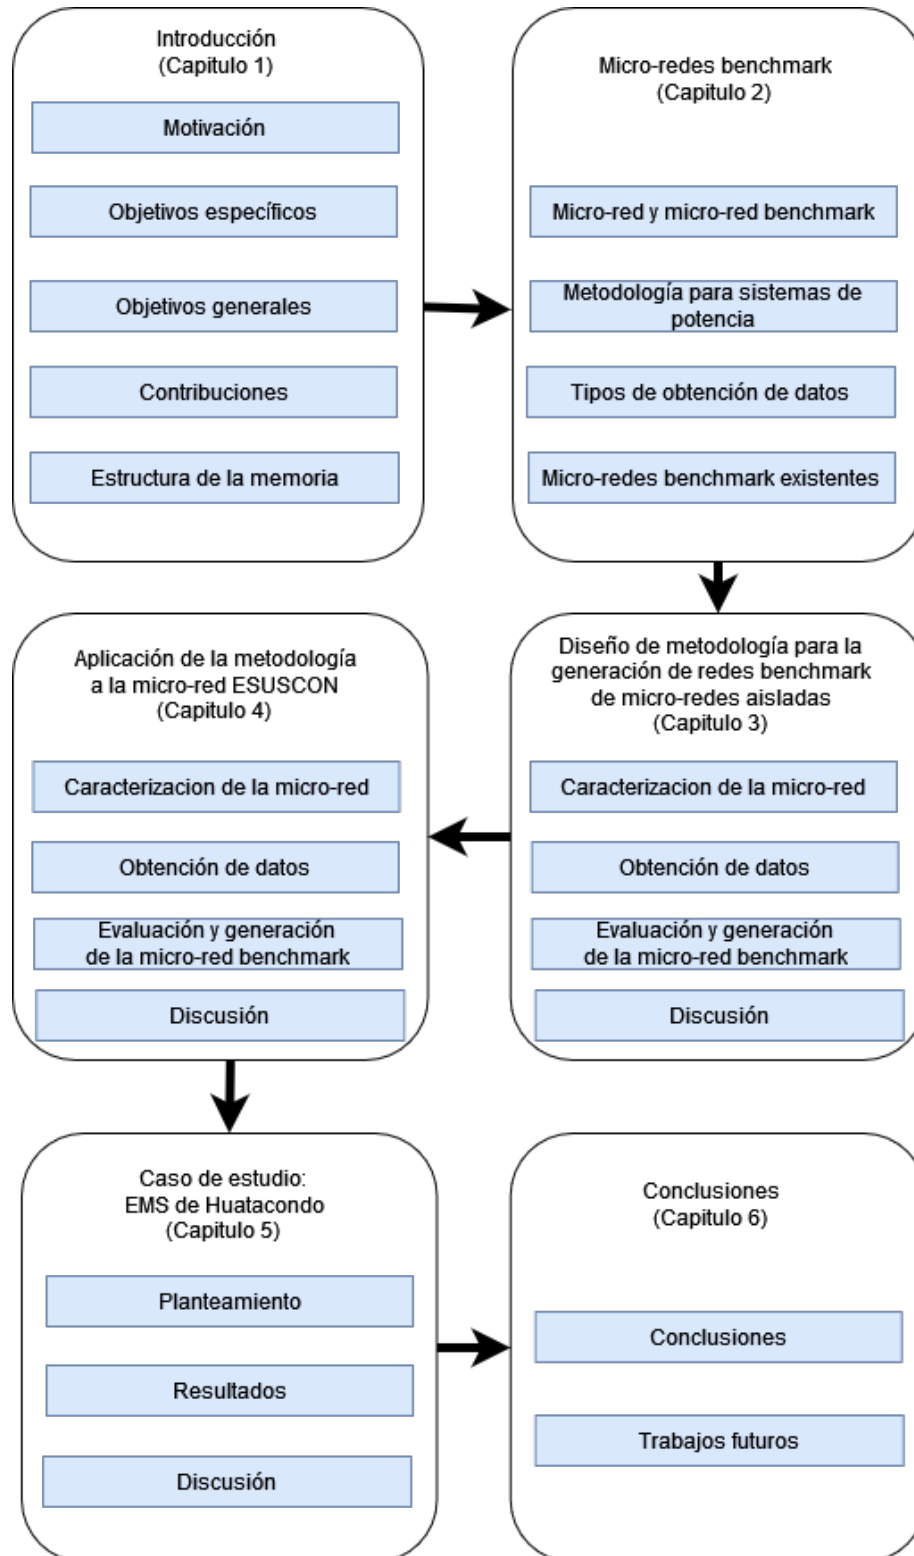 Introducción
(Capitulo 1)
Motivación
Objetivos específicos
Objetivos generales
Contribuciones
Estructura de la memoria
Micro-redes benchmark
(Capitulo 2)
Micro-red y micro-red benchmark
Metodología para sistemas de
potencia
Tipos de obtención de datos
Micro-redes benchmark existentes
Diseño de metodología para la
generación de redes benchmark
de micro-redes aisladas
(Capitulo 3)
Caracterizacion de la micro-red
Obtención de datos
Evaluación y generación
de la micro-red benchmark
Discusión
Aplicación de la metodología
a la micro-red ESUSCON
(Capitulo 4)
Caracterizacion de la micro-red
Obtención de datos
Evaluación y generación
de la micro-red benchmark
Discusión
Caso de estudio:
EMS de Huatacondo
(Capitulo 5)
Planteamiento
Resultados
Discusión
Conclusiones
(Capitulo 6)
Conclusiones
Trabajos futuros